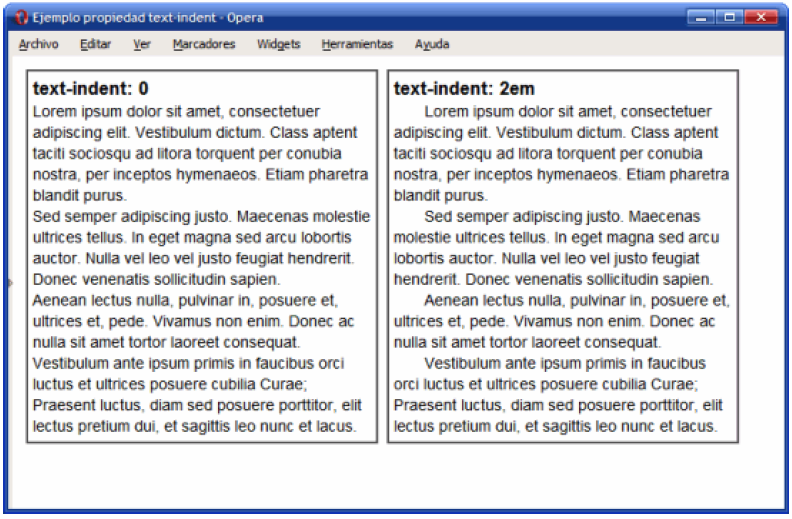 Ejemplo propiedad text-indent - Opera
Archivo Editar Ver Marcadores Widgets Herramientas Ayuda
text-indent: 0
Lorem ipsum dolor sit amet, consectetuer
adipiscing elit. Vestibulum dictum. Class aptent
taciti sociosqu ad litora torquent per conubia
nostra, per inceptos hymenaeos. Etiam pharetra
blandit purus.
Sed semper adipiscing justo. Maecenas molestie
ultrices tellus. In eget magna sed arcu lobortis
auctor. Nulla vel leo vel justo feugiat hendrerit.
Donec venenatis sollicitudin sapien.
Aenean lectus nulla, pulvinar in, posuere et,
ultrices et, pede. Vivamus non enim. Donec ac
nulla sit amet tortor laoreet consequat.
Vestibulum ante ipsum primis in faucibus orci
luctus et ultrices posuere cubilia Curae;
Praesent luctus, diam sed posuere porttitor, elit
lectus pretium dui, et sagittis leo nunc et lacus.
text-indent: 2em
Lorem ipsum dolor sit amet, consectetuer
adipiscing elit. Vestibulum dictum. Class aptent
taciti sociosqu ad litora torquent per conubia
nostra, per inceptos hymenaeos. Etiam pharetra
blandit purus.
Sed semper adipiscing justo. Maecenas
molestie ultrices tellus. In eget magna sed arcu
lobortis auctor. Nulla vel leo vel justo feugiat
hendrerit. Donec venenatis sollicitudin sapien.
Aenean lectus nulla, pulvinar in, posuere et,
ultrices et, pede. Vivamus non enim. Donec ac
nulla sit amet tortor laoreet consequat.
Vestibulum ante ipsum primis in faucibus
orci luctus et ultrices posuere cubilia Curae;
Praesent luctus, diam sed posuere porttitor, elit
lectus pretium dui, et sagittis leo nunc et lacus.